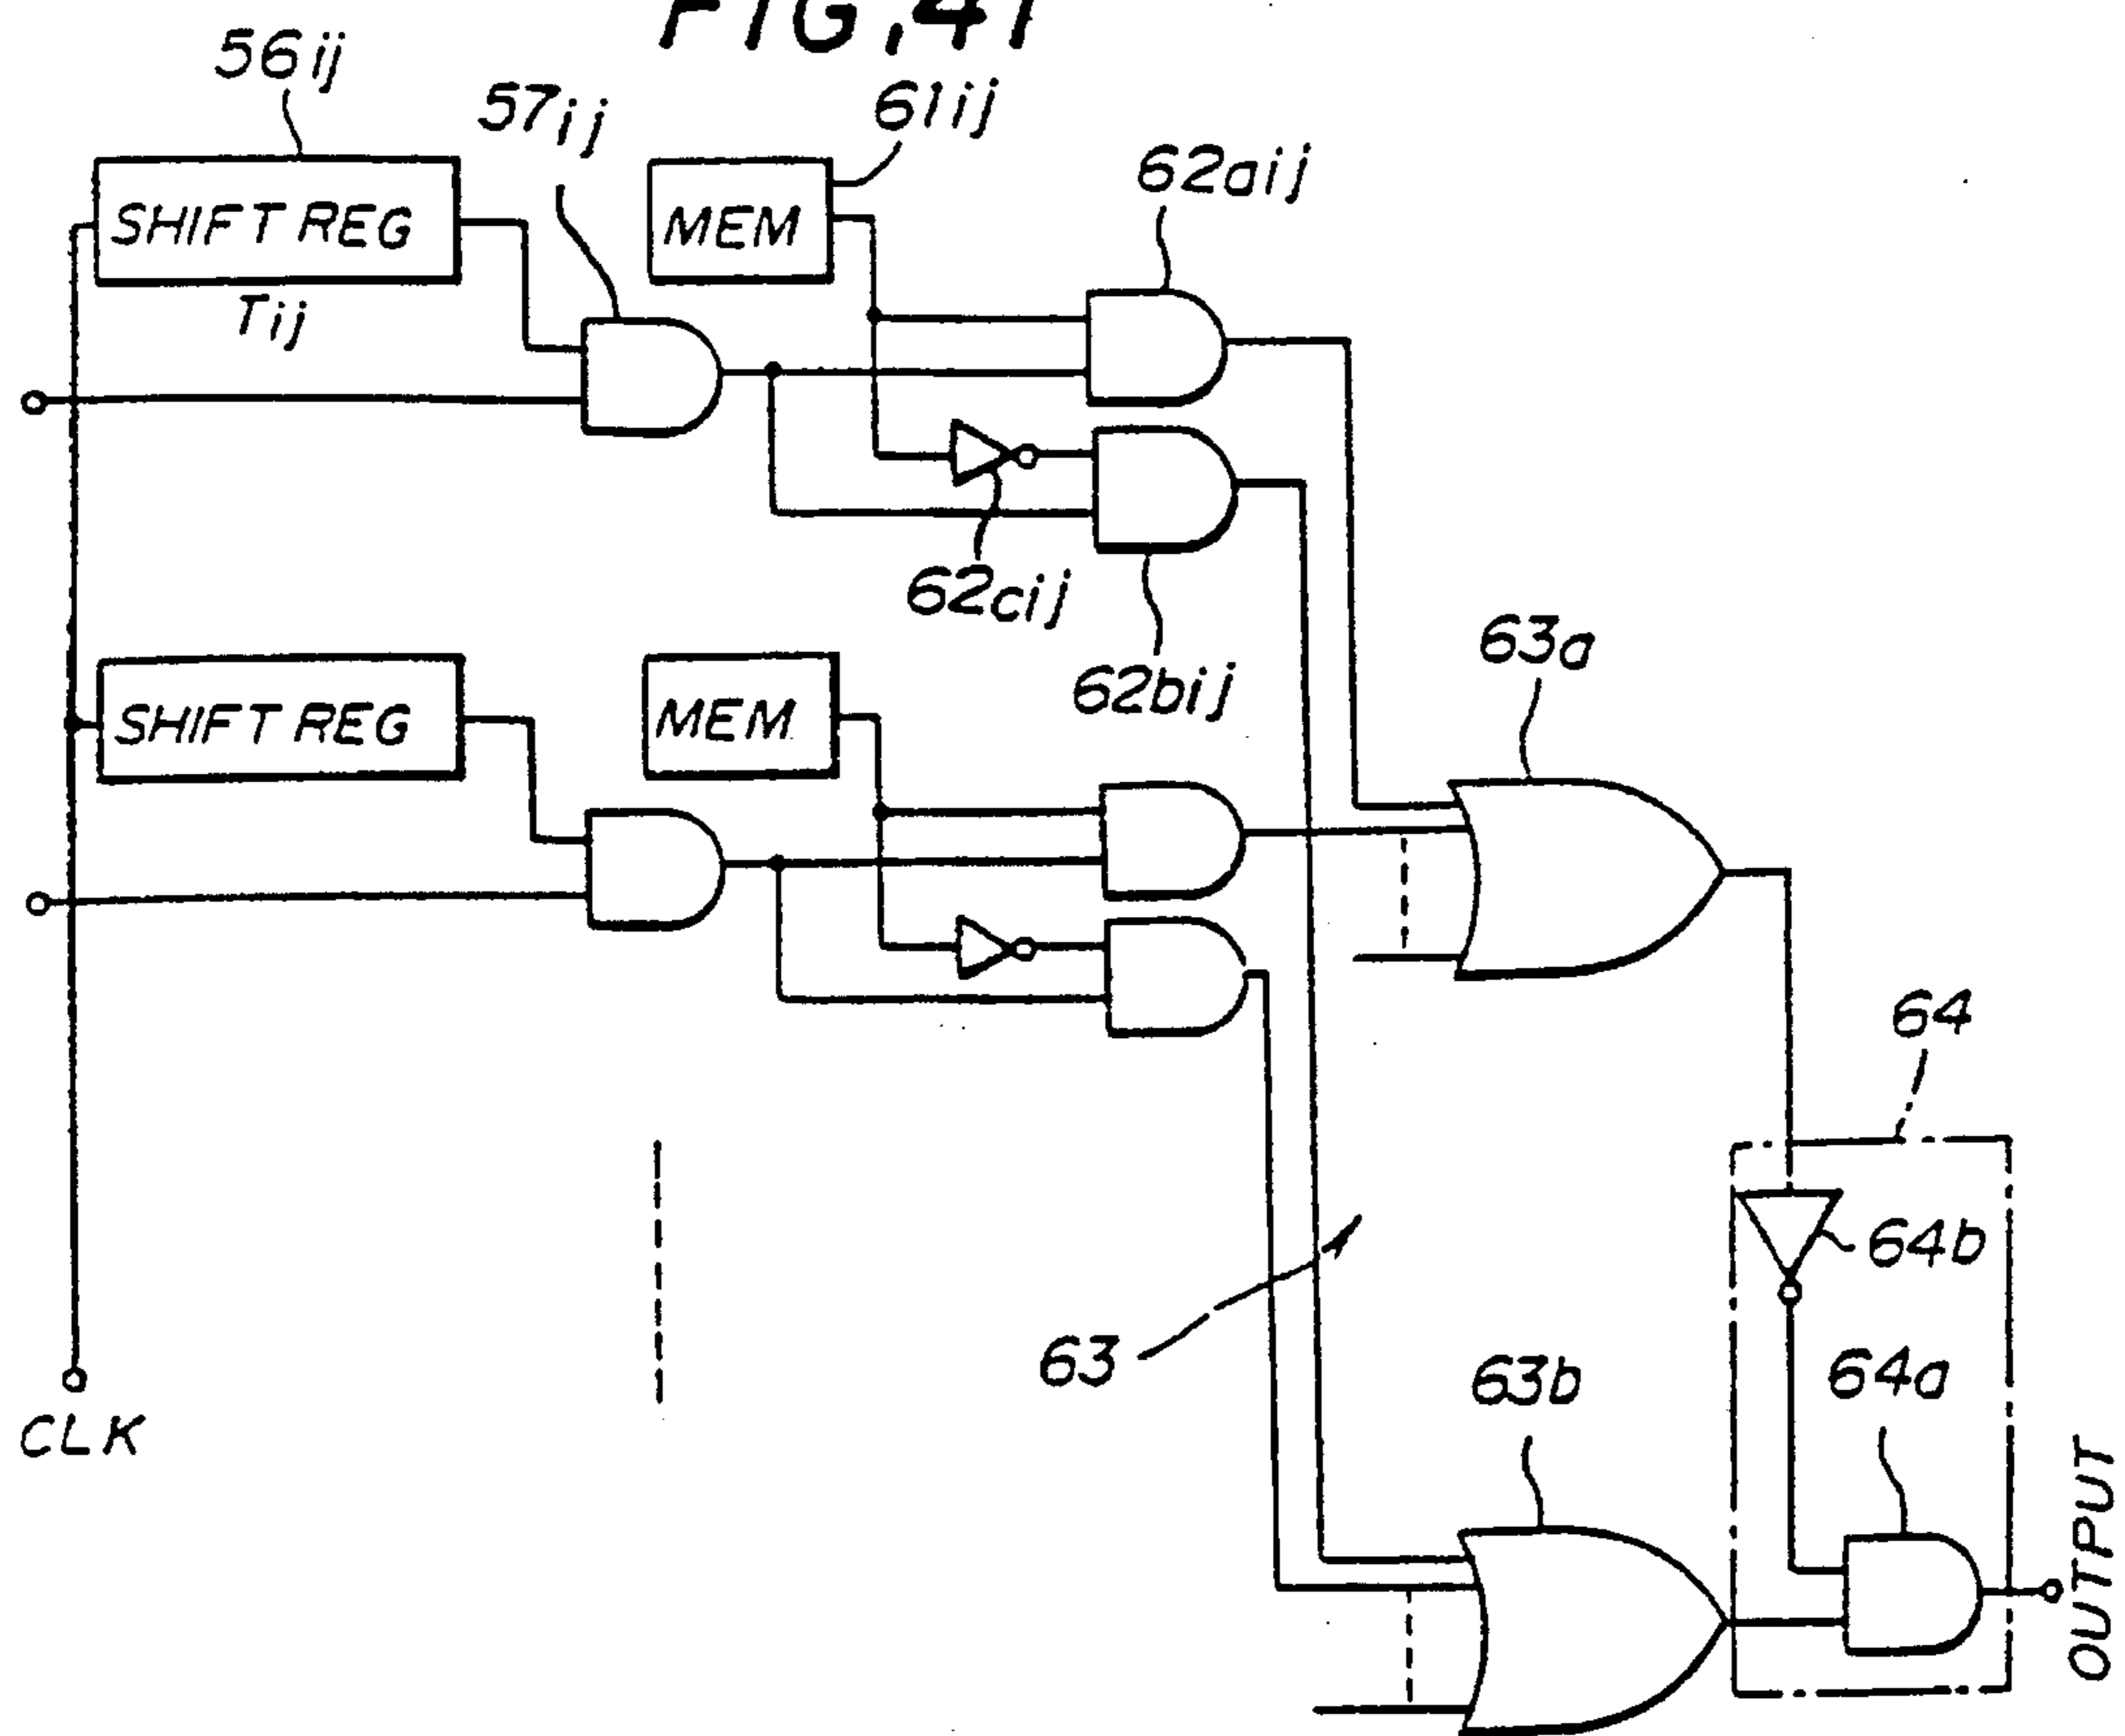 FIG.41
56ij
57ij
61ij
62aij
SHIFT REG
MEM
Tij
62cij
62bij
63a
SHIFT REG
MEM
64
64b
63
63b
64a
CLK
OUTPUT